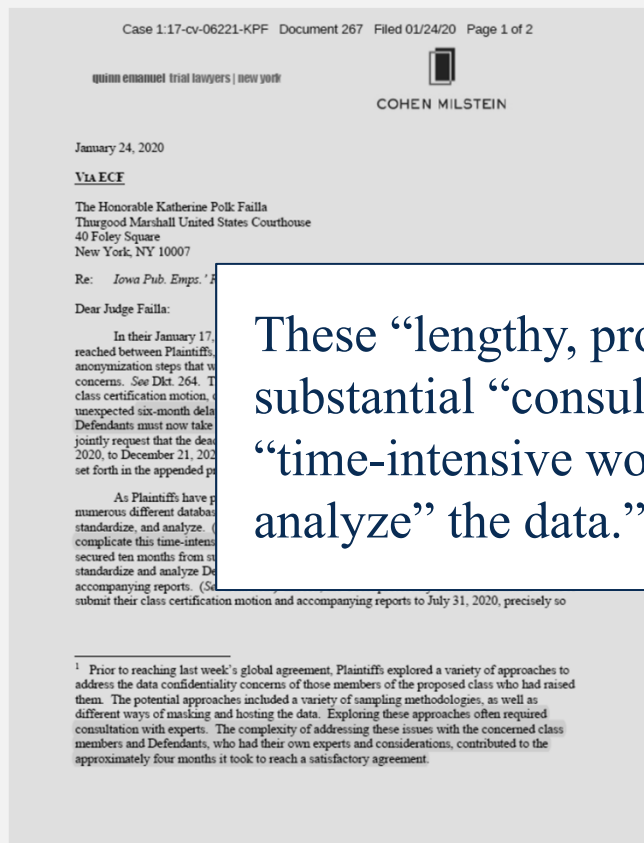 Case 1:17-cv-06221-KPF Document 267 Filed 01/24/20 Page 1 of 2
quinn emanuel trial lawyers | new york
COHEN MILSTEIN
January 24, 2020
VIA ECF
The Honorable Katherine Polk Failla
Thurgood Marshall United States Courthouse
40 Foley Square
New York, NY 10007
Re: Iowa Pub. Emps.'
Dear Judge Failla:
In their January 17,
reached between Plaintiffs,
anonymization steps that
concerns. See Dkt. 264.
class certification motion,
unexpected six-month
Defendants must now take
jointly request that the
2020, to December 21,
set forth in the appended
As Plaintiffs have
numerous different
standardize, and analyze.
complicate this
secured ten months from
standardize and analyze
accompanying reports.
submit their class certification motion and accompanying reports to July 31, 2020, precisely so
These “lengthy,
substantial
“time-intensive
analyze” the data.”
1 Prior to reaching last week's global agreement, Plaintiffs explored a variety of approaches to
address the data confidentiality concerns of those members of the proposed class who had raised
them. The potential approaches included a variety of sampling methodologies, as well as
different ways of masking and hosting the data. Exploring these approaches often required
consultation with experts. The complexity of addressing these issues with the concerned class
members and Defendants, who had their own experts and considerations, contributed to the
approximately four months it took to reach a satisfactory agreement.